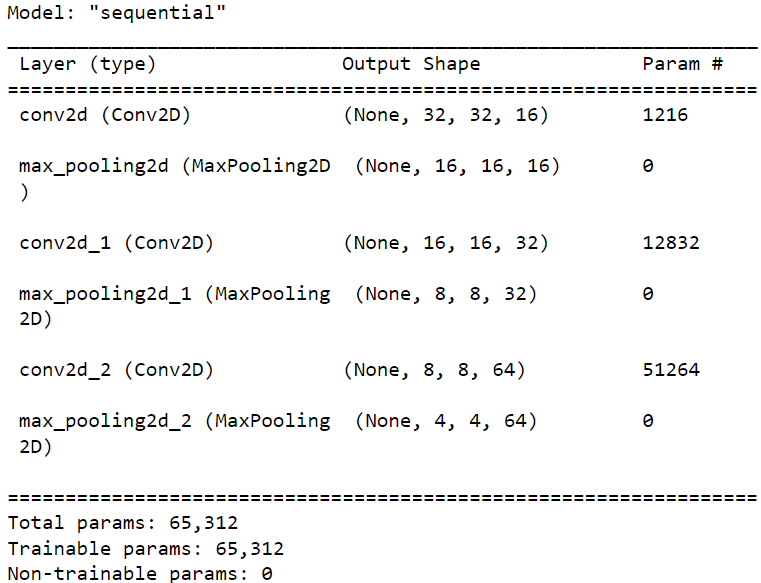 Model: "sequential"
_________________________________________________________________
Layer (type) Output Shape Param #
=================================================================
conv2d (Conv2D) (None, 32, 32, 16) 1216
max_pooling2d (MaxPooling2D (None, 16, 16, 16) 0
)
conv2d_1 (Conv2D) (None, 16, 16, 32) 12832
max_pooling2d_1 (MaxPooling (None, 8, 8, 32) 0
2D)
conv2d_2 (Conv2D) (None, 8, 8, 64) 51264
max_pooling2d_2 (MaxPooling (None, 4, 4, 64) 0
2D)
=================================================================
Total params: 65,312
Trainable params: 65,312
Non-trainable params: 0